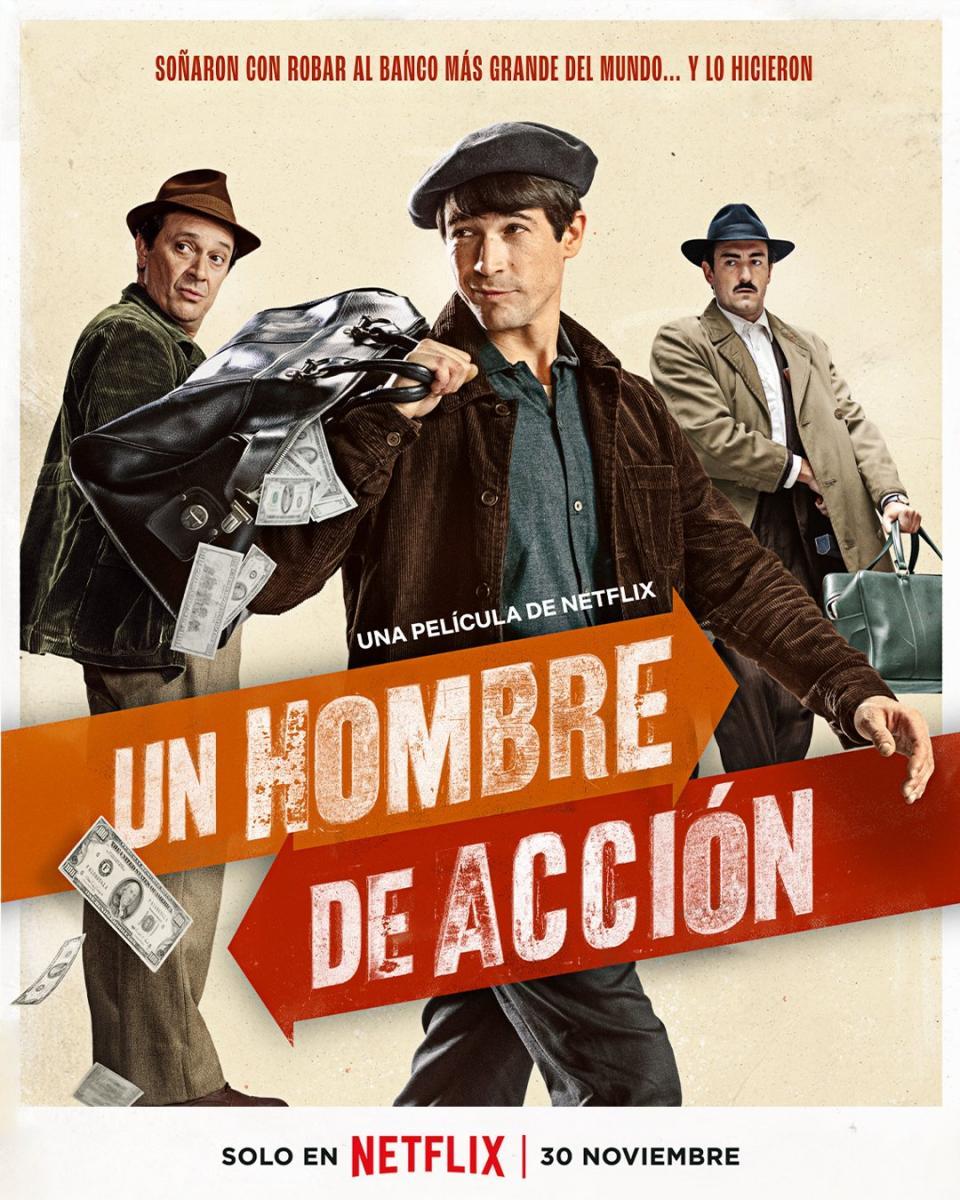 SOÑARON CON ROBAR AL BANCO MÁS GRANDE DEL MUNDO... Y LO HICIERON
UNA PELÍCULA DE NETFLIX
UN HOMBRE
DE ACCIÓN
SOLO EN NETFLIX | 30 NOVIEMBRE